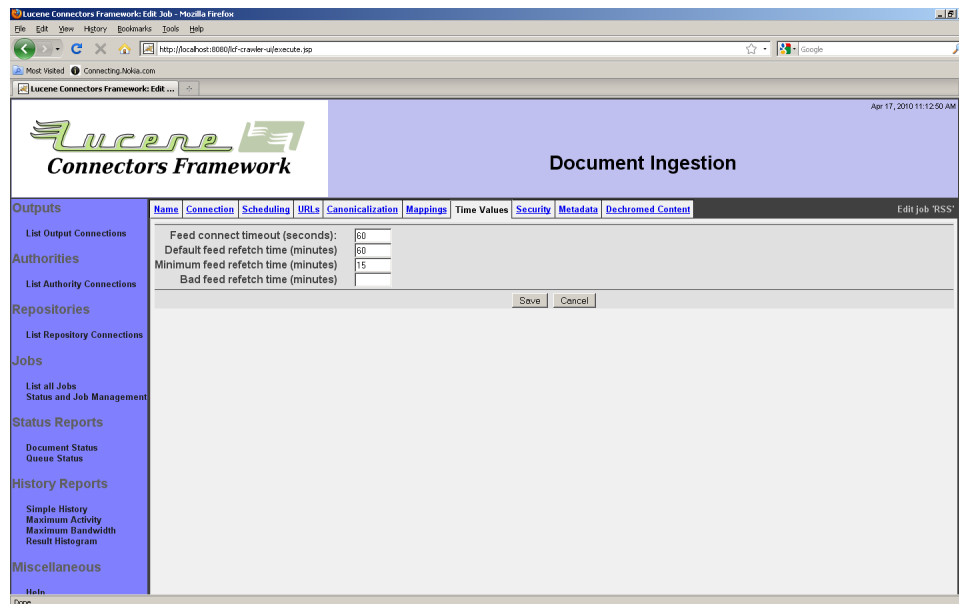 Lucene Connectors Framework: Edit Job - Mozilla Firefox
File Edit View History Bookmarks Tools Help
http://localhost:8080/lcf-crawler-ui/execute.jsp
Google
Most Visited Connecting.Nokia.com
Lucene Connectors Framework: Edit ...
Apr 17, 2010 11:12:50 AM
Lucene
Connectors Framework
Document Ingestion
Outputs
Name Connection Scheduling URLs Canonicalization Mappings Time Values Security Metadata Dechromed Content
Edit job 'RSS'
List Output Connections
Authorities
List Authority Connections
Repositories
List Repository Connections
Jobs
List all Jobs
Status and Job Management
Status Reports
Document Status
Queue Status
History Reports
Simple History
Maximum Activity
Maximum Bandwidth
Result Histogram
Miscellaneous
Help
Feed connect timeout (seconds): 60
Default feed refetch time (minutes) 60
Minimum feed refetch time (minutes) 15
Bad feed refetch time (minutes)
Save Cancel
Done